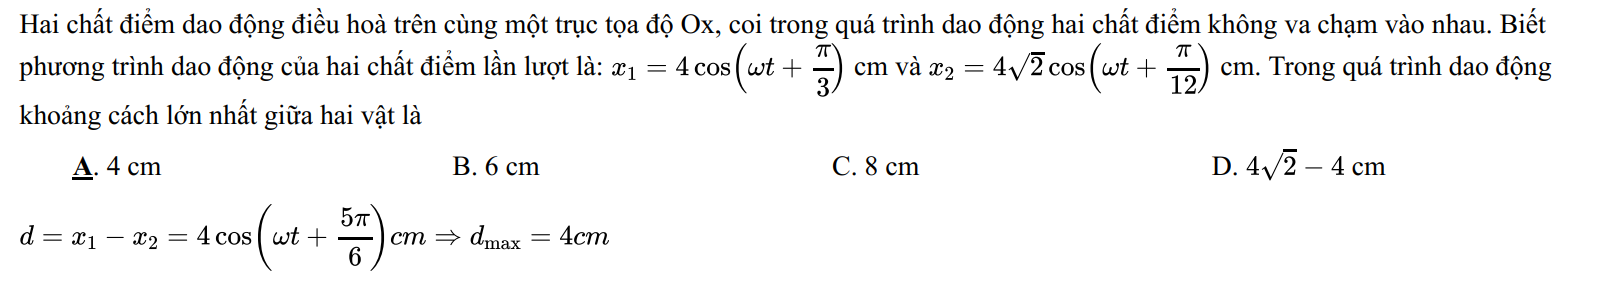 Hai chất điểm dao động điều hoà trên cùng một trục tọa độ Ox, coi trong quá trình dao động hai chất điểm không va chạm vào nhau. Biết
phương trình dao động của hai chất điểm lần lượt là: $x_1 = 4\cos\left(\omega t + \frac{\pi}{3}\right)$ cm và $x_2 = 4\sqrt{2}\cos\left(\omega t + \frac{\pi}{12}\right)$ cm. Trong quá trình dao động
khoảng cách lớn nhất giữa hai vật là
A. 4 cm B. 6 cm C. 8 cm D. $4\sqrt{2} - 4$ cm
$d = x_1 - x_2 = 4\cos\left(\omega t + \frac{5\pi}{6}\right)cm \Rightarrow d_{\max} = 4cm$